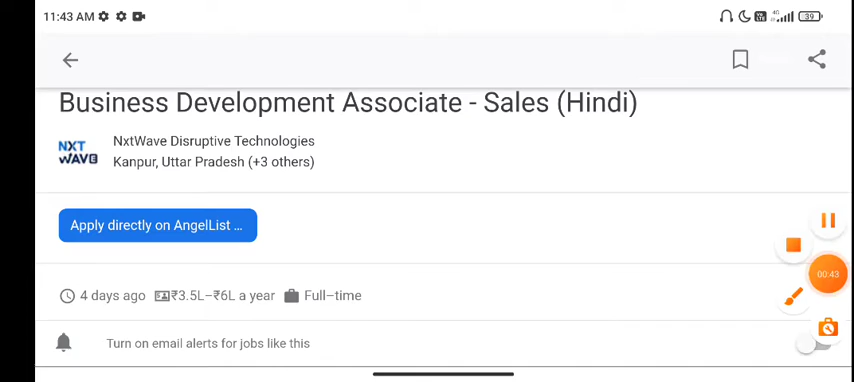 11:43 AM
4G
39
Business Development Associate - Sales (Hindi)
NXT
WAVE
NxtWave Disruptive Technologies
Kanpur, Uttar Pradesh (+3 others)
Apply directly on AngelList ...
4 days ago ₹3.5L–₹6L a year Full–time
00:43
Turn on email alerts for jobs like this